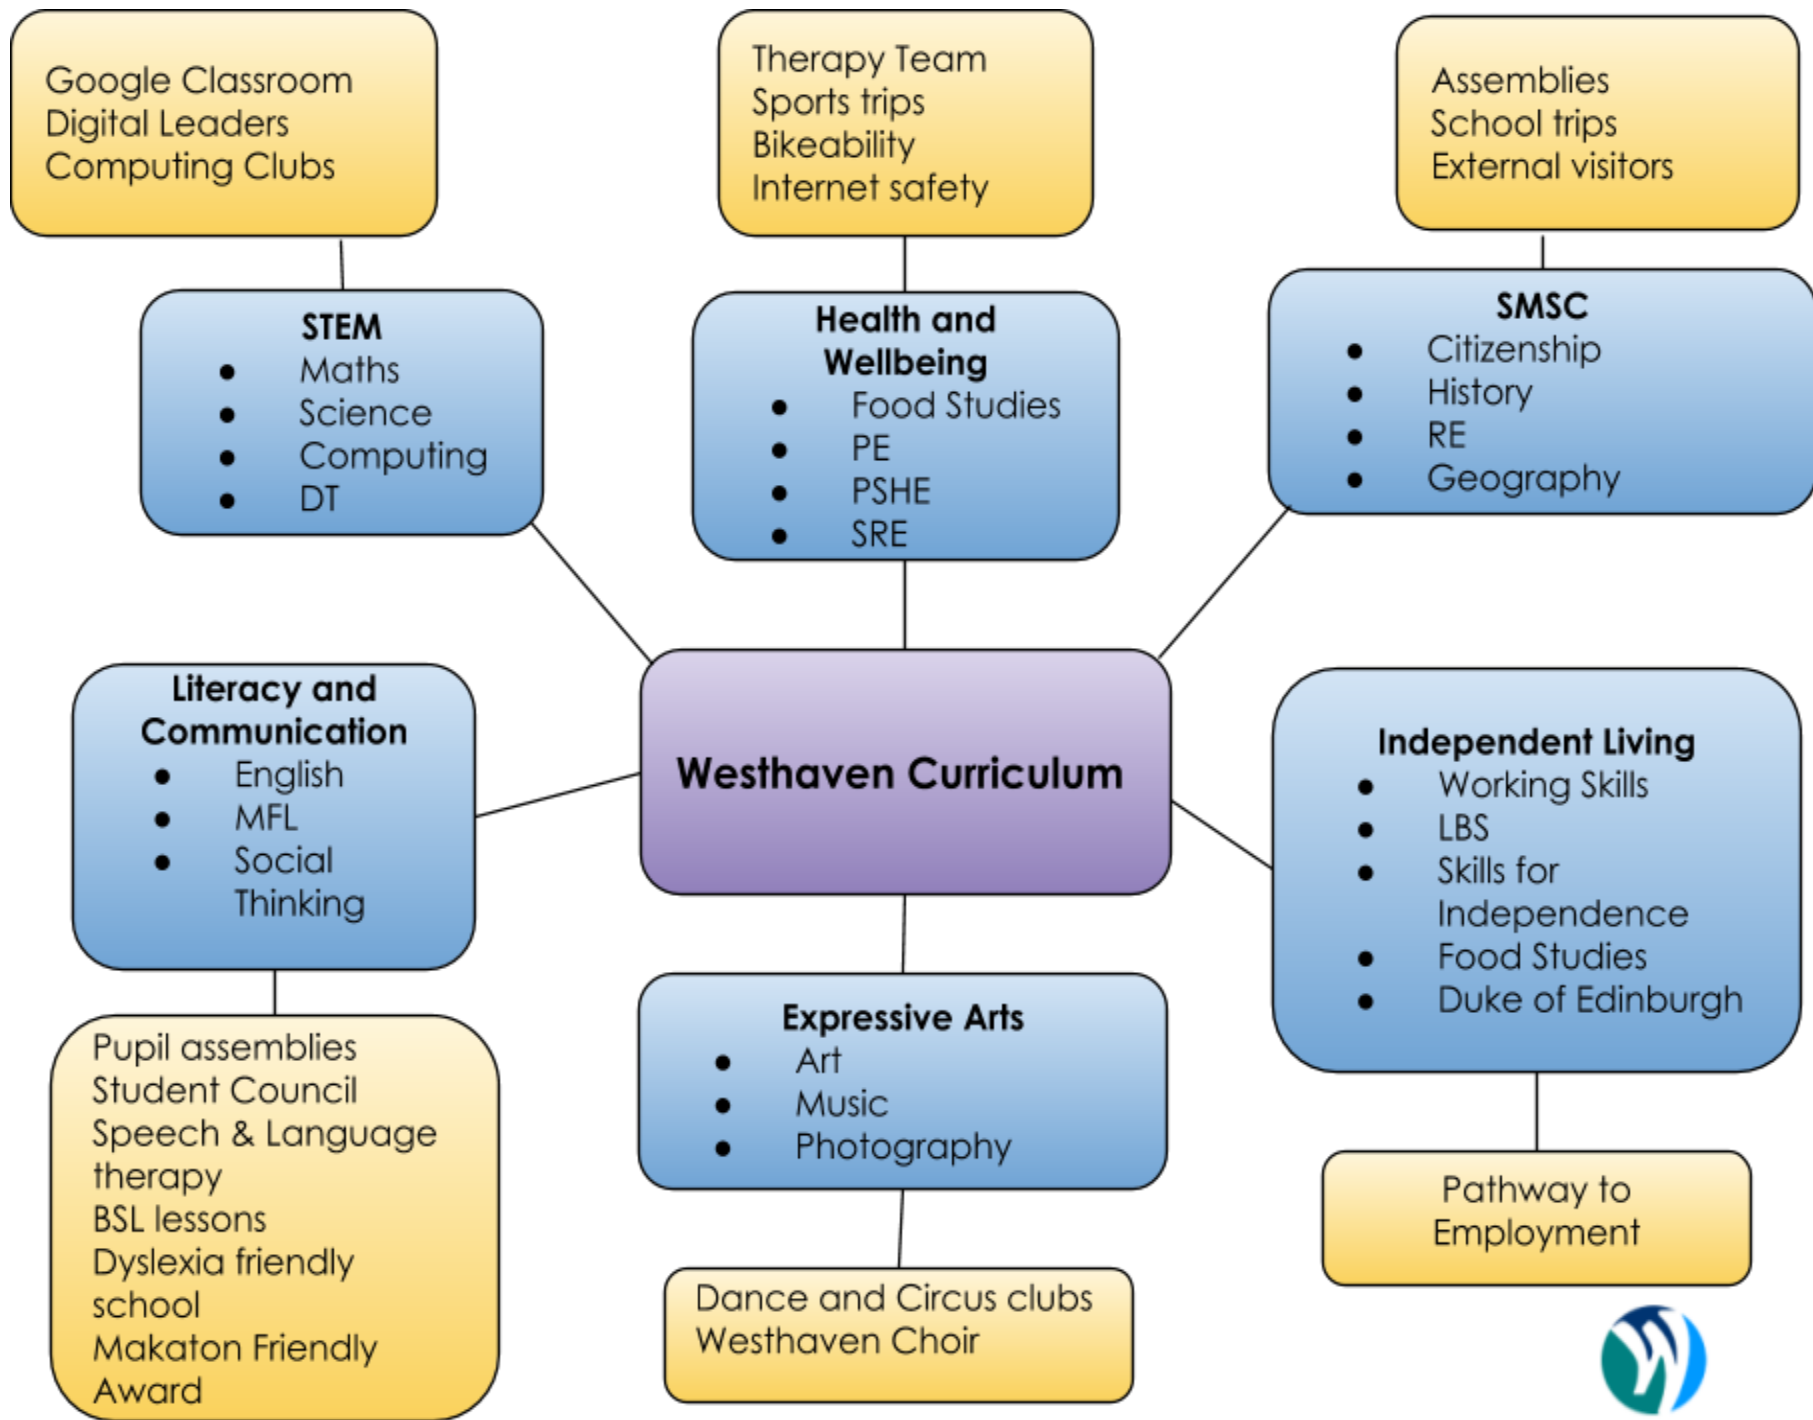 Google Classroom
Digital Leaders
Computing Clubs
Therapy Team
Sports trips
Bikeability
Internet safety
Assemblies
School trips
External visitors
STEM
● Maths
● Science
● Computing
● DT
Health and
Wellbeing
● Food Studies
● PE
● PSHE
● SRE
SMSC
● Citizenship
● History
● RE
● Geography
Literacy and
Communication
● English
● MFL
● Social
Thinking
Westhaven Curriculum
Independent Living
● Working Skills
● LBS
● Skills for
Independence
● Food Studies
● Duke of Edinburgh
Pupil assemblies
Student Council
Speech & Language
therapy
BSL lessons
Dyslexia friendly
school
Makaton Friendly
Award
Expressive Arts
● Art
● Music
● Photography
Dance and Circus clubs
Westhaven Choir
Pathway to
Employment